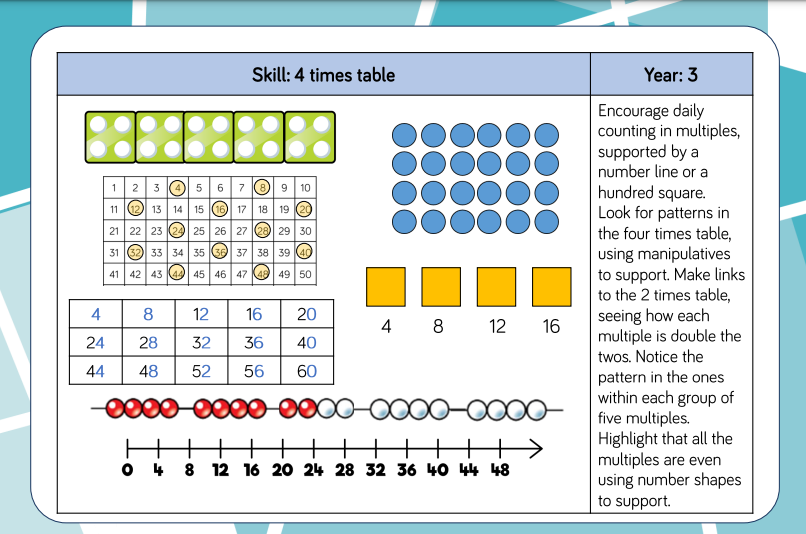 Skill: 4 times table
Year: 3
1 2 3 4 5 6 7 8 9 10
11 12 13 14 15 16 17 18 19 20
21 22 23 24 25 26 27 28 29 30
31 32 33 34 35 36 37 38 39 40
41 42 43 44 45 46 47 48 49 50
4 8 12 16 20
24 28 32 36 40
44 48 52 56 60
4 8 12 16
0 4 8 12 16 20 24 28 32 36 40 44 48
Encourage daily
counting in multiples,
supported by a
number line or a
hundred square.
Look for patterns in
the four times table,
using manipulatives
to support. Make links
to the 2 times table,
seeing how each
multiple is double the
twos. Notice the
pattern in the ones
within each group of
five multiples.
Highlight that all the
multiples are even
using number shapes
to support.